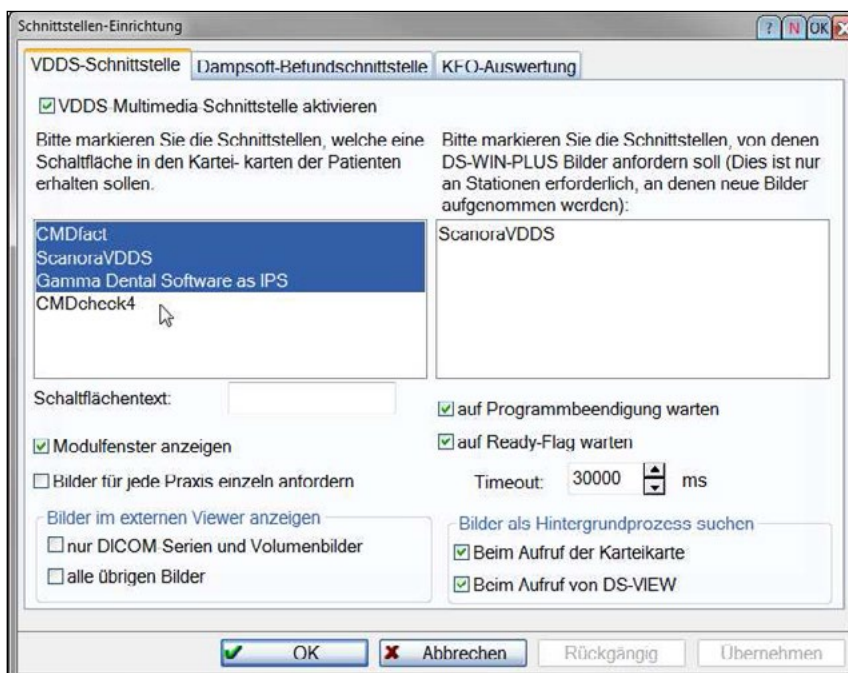 Schnittstellen-Einrichtung
? N OK X
VDDS-Schnittstelle Dampsoft-Befundschnittstelle KFO-Auswertung
VDDS Multimedia Schnittstelle aktivieren
Bitte markieren Sie die Schnittstellen, welche eine
Schaltfläche in den Kartei- karten der Patienten
erhalten sollen.
Bitte markieren Sie die Schnittstellen, von denen
DS-WIN-PLUS Bilder anfordern soll (Dies ist nur
an Stationen erforderlich, an denen neue Bilder
aufgenommen werden):
CMDfact
ScanoraVDDS
Gamma Dental Software as IPS
CMDcheck4
ScanoraVDDS
Schaltflächentext:
Modulfenster anzeigen
Bilder für jede Praxis einzeln anfordern
auf Programmbeendigung warten
auf Ready-Flag warten
Timeout: 30000 ms
Bilder im externen Viewer anzeigen
nur DICOM Serien und Volumenbilder
alle übrigen Bilder
Bilder als Hintergrundprozess suchen
Beim Aufruf der Karteikarte
Beim Aufruf von DS-VIEW
OK Abbrechen Rückgängig Übernehmen